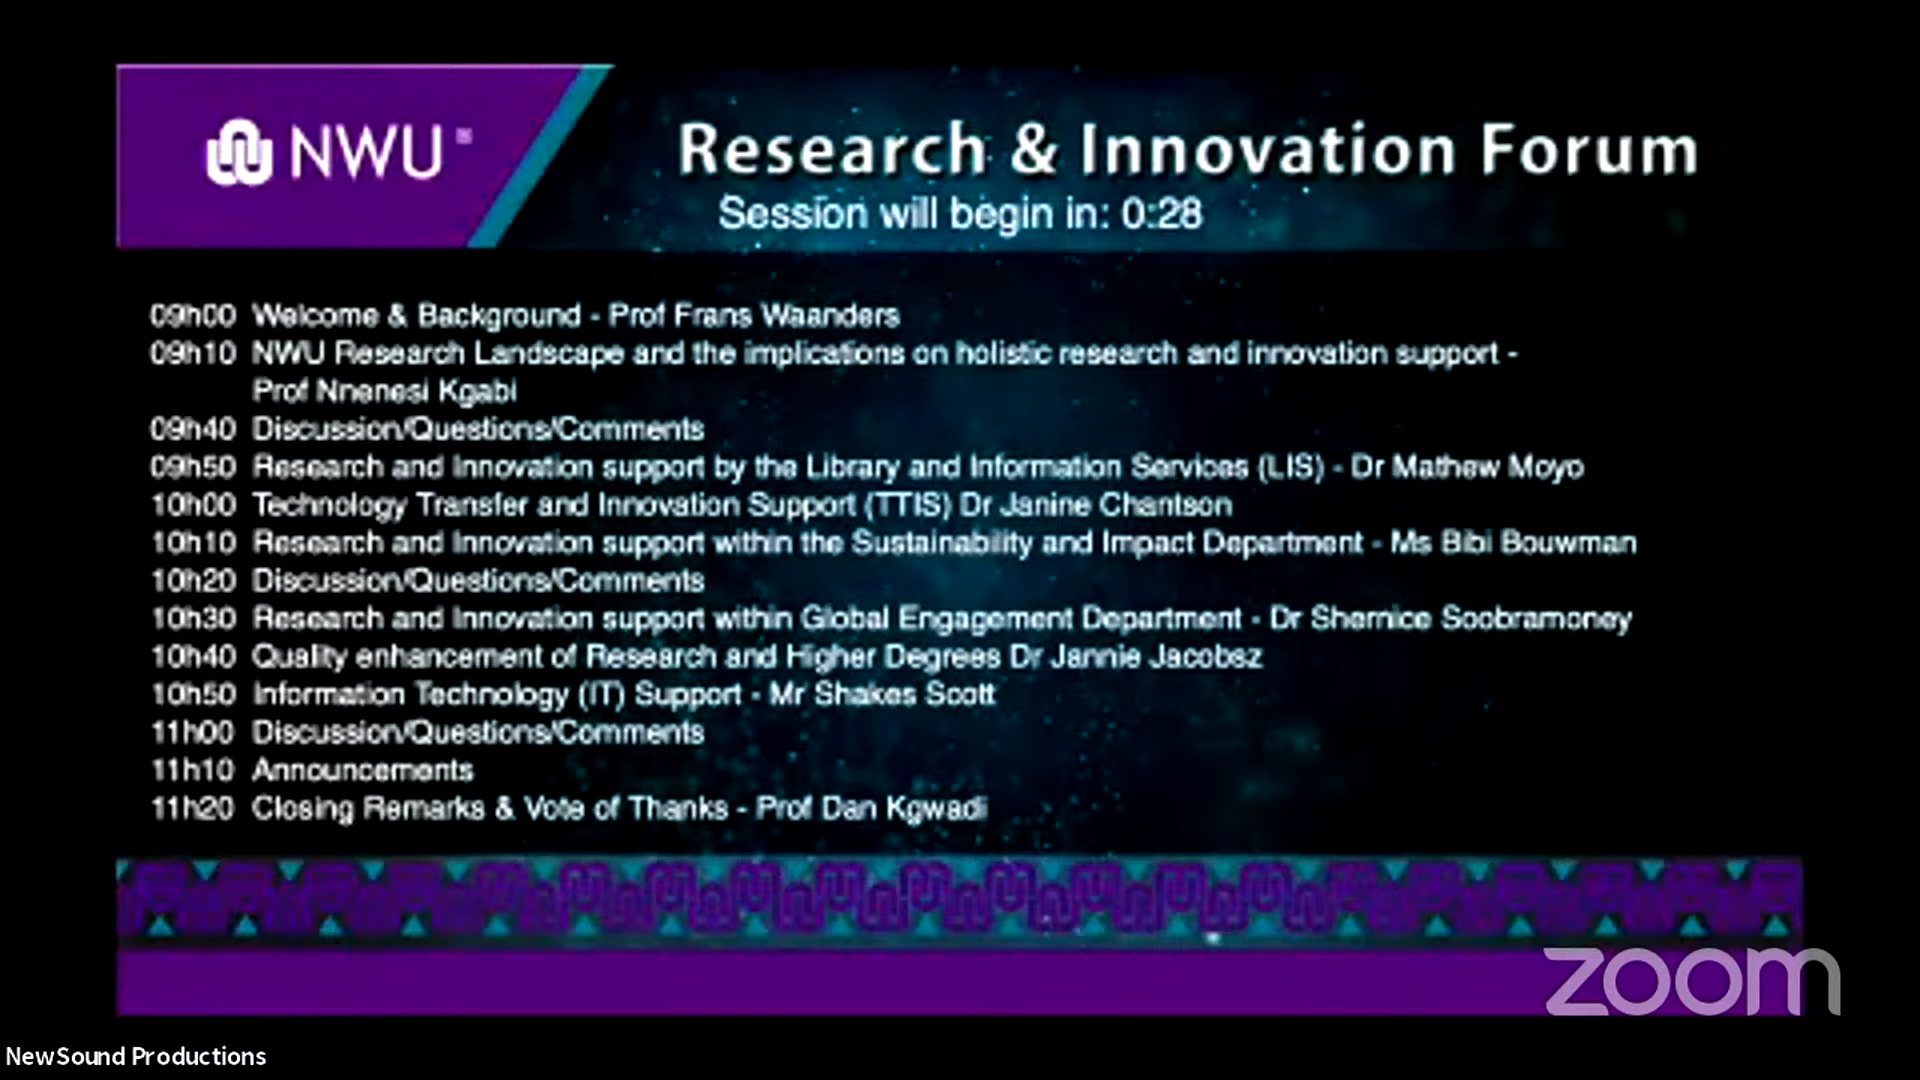 NWU
Research & Innovation Forum
Session will begin in: 0:28
09h00 Welcome & Background - Prof Frans Waanders
09h10 NWU Research Landscape and the implications on holistic research and innovation support -
Prof Nnenesi Kgabi
09h40 Discussion/Questions/Comments
09h50 Research and Innovation support by the Library and Information Services (LIS) - Dr Mathew Moyo
10h00 Technology Transfer and Innovation Support (TTIS) Dr Janine Chantson
10h10 Research and Innovation support within the Sustainability and Impact Department - Ms Bibi Bouwman
10h20 Discussion/Questions/Comments
10h30 Research and Innovation support within Global Engagement Department - Dr Shernice Soobramoney
10h40 Quality enhancement of Research and Higher Degrees Dr Jannie Jacobsz
10h50 Information Technology (IT) Support - Mr Shakes Scott
11h00 Discussion/Questions/Comments
11h10 Announcements
11h20 Closing Remarks & Vote of Thanks - Prof Dan Kgwadi
zoom
NewSound Productions